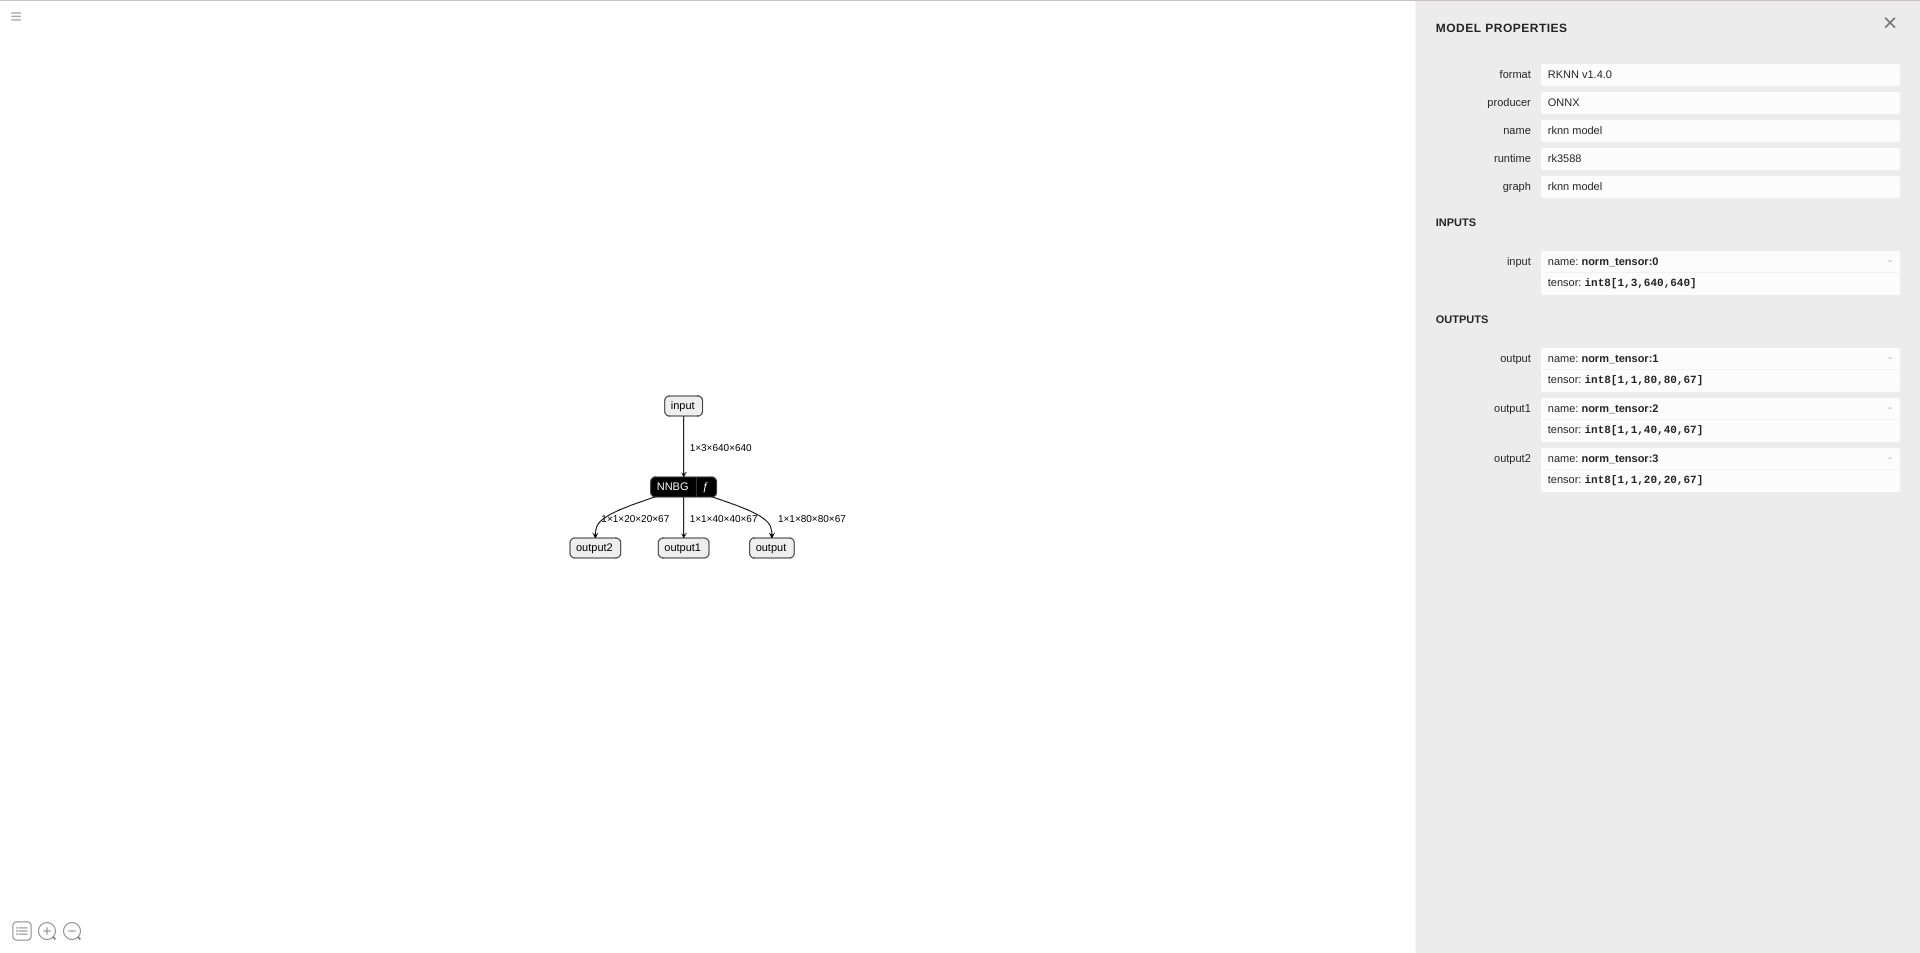 input
1×3×640×640
NNBG ƒ
1×1×20×20×67 1×1×40×40×67 1×1×80×80×67
output2 output1 output
MODEL PROPERTIES
format RKNN v1.4.0
producer ONNX
name rknn model
runtime rk3588
graph rknn model
INPUTS
input name: norm_tensor:0 -
tensor: int8[1,3,640,640]
OUTPUTS
output name: norm_tensor:1 -
tensor: int8[1,1,80,80,67]
output1 name: norm_tensor:2 -
tensor: int8[1,1,40,40,67]
output2 name: norm_tensor:3 -
tensor: int8[1,1,20,20,67]